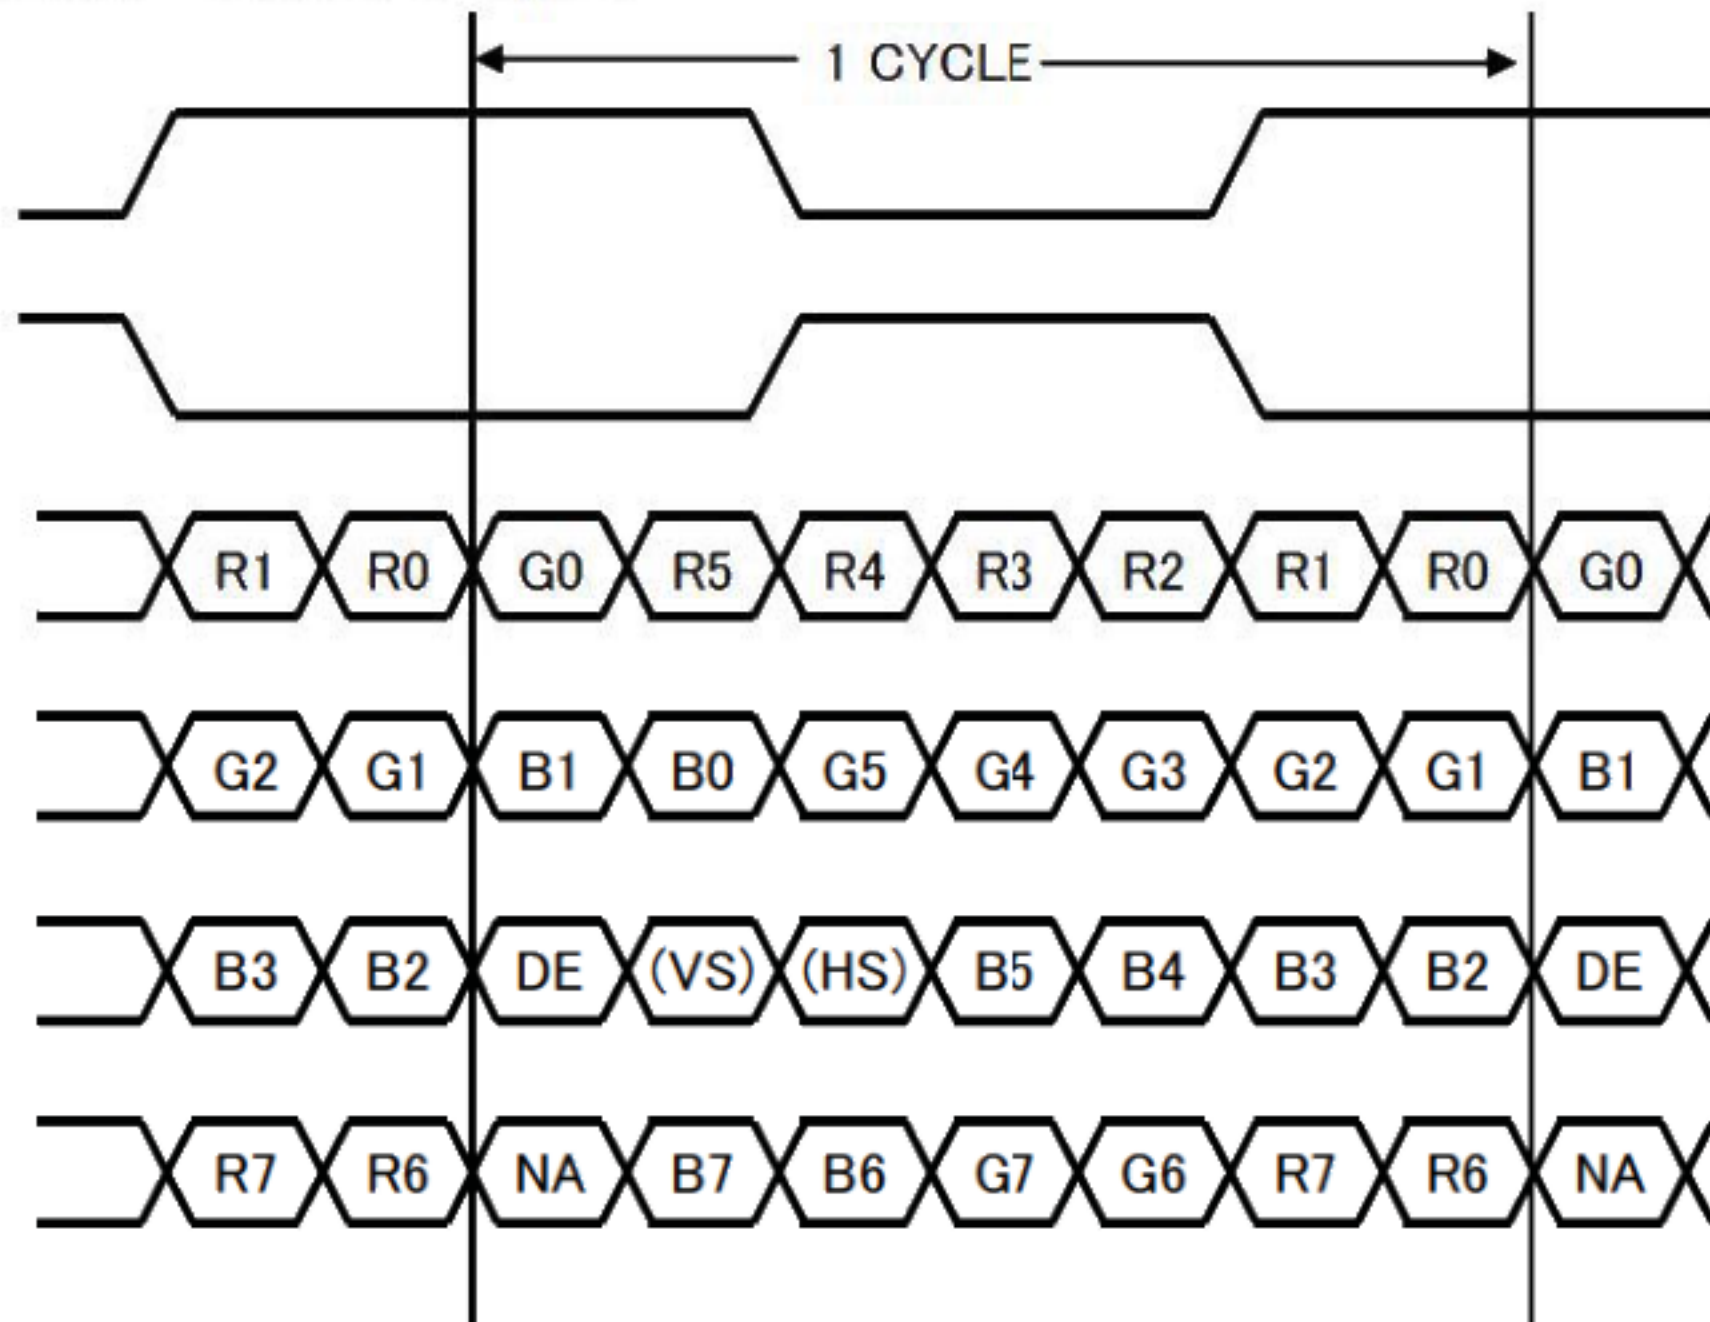 1 CYCLE
R1 R0 G0 R5 R4 R3 R2 R1 R0 G0
G2 G1 B1 B0 G5 G4 G3 G2 G1 B1
B3 B2 DE (VS) (HS) B5 B4 B3 B2 DE
R7 R6 NA B7 B6 G7 G6 R7 R6 NA